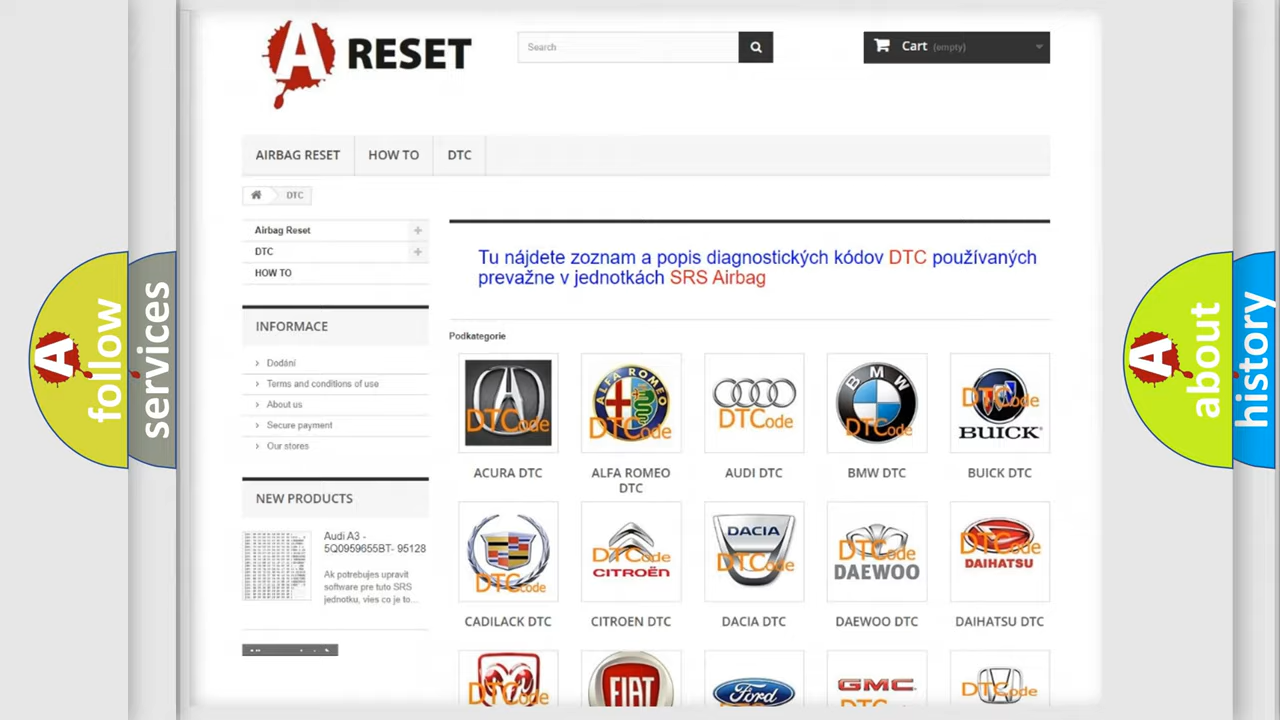 A RESET
Search
Cart (empty)
AIRBAG RESET
HOW TO
DTC
DTC
Airbag Reset
DTC
HOW TO
INFORMACE
Dodání
Terms and conditions of use
About us
Secure payment
Our stores
NEW PRODUCTS
Audi A3 -
5Q0959655BT- 95128
Ak potrebujes upravit
software pre tuto SRS
jednotku, vies co je to...
Tu nájdete zoznam a popis diagnostických kódov DTC používaných
prevažne v jednotkách SRS Airbag
Podkategorie
DTCode
ALFA ROMEO
DTCode
DTCode
BMW
DTCode
DTCode
BUICK
ACURA DTC
ALFA ROMEO
DTC
AUDI DTC
BMW DTC
BUICK DTC
DTCode
DTCode
CITROËN
DACIA
DTCode
DTCode
DAEWOO
DTCode
DAIHATSU
CADILACK DTC
CITROEN DTC
DACIA DTC
DAEWOO DTC
DAIHATSU DTC
DTCode
FIAT
Ford
GMC
DTCode
A
follow
services
A
about
history